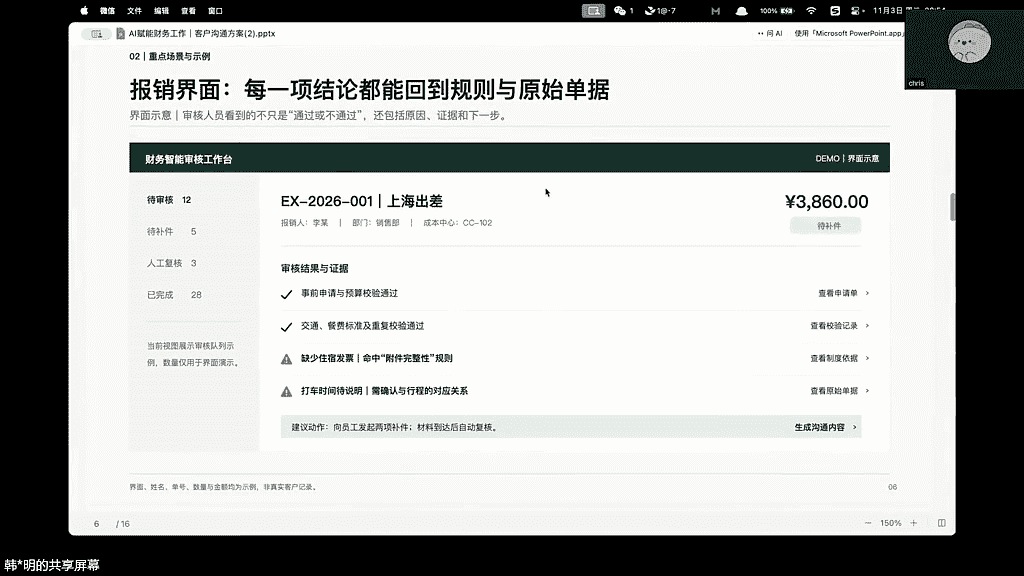 微信 文件 编辑 查看 窗口 1 1@·7 100% 11月3日
AI赋能财务工作 | 客户沟通方案(2).pptx 问 AI 使用「Microsoft PowerPoint.app」
chris
02 | 重点场景与示例
报销界面：每一项结论都能回到规则与原始单据
界面示意 | 审核人员看到的不只是“通过或不通过”，还包括原因、证据和下一步。
财务智能审核工作台 DEMO | 界面示意
待审核 12
待补件 5
人工复核 3
已完成 28
当前视图展示审核队列示
例，数量仅用于界面演示。
EX-2026-001 | 上海出差 ¥3,860.00
报销人：李某 | 部门：销售部 | 成本中心：CC-102 待补件
审核结果与证据
事前申请与预算校验通过 查看申请单 ›
交通、餐费标准及重复校验通过 查看校验记录 ›
缺少住宿发票 | 命中“附件完整性”规则 查看制度依据 ›
打车时间待说明 | 需确认与行程的对应关系 查看原始单据 ›
建议动作：向员工发起两项补件；材料到达后自动复核。 生成沟通内容 ›
界面、姓名、单号、数量与金额均为示例，非真实客户记录。 06
6 / 16 − 150% +
韩*明的共享屏幕